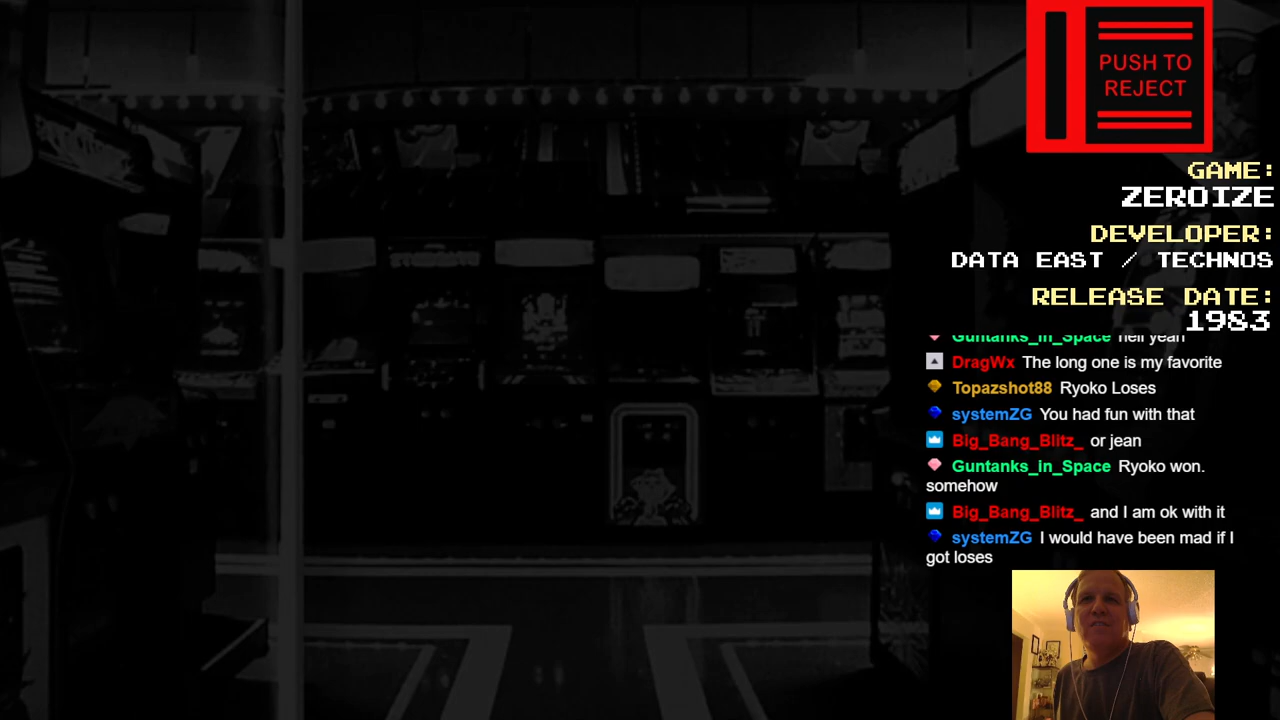 PUSH TO
REJECT
GAME:
ZEROIZE
DEVELOPER:
DATA EAST / TECHNOS
RELEASE DATE:
1983
Guntanks_in_Space hell yeah
DragWx The long one is my favorite
Topazshot88 Ryoko Loses
systemZG You had fun with that
Big_Bang_Blitz_ or jean
Guntanks_in_Space Ryoko won.
somehow
Big_Bang_Blitz_ and I am ok with it
systemZG I would have been mad if I
got loses